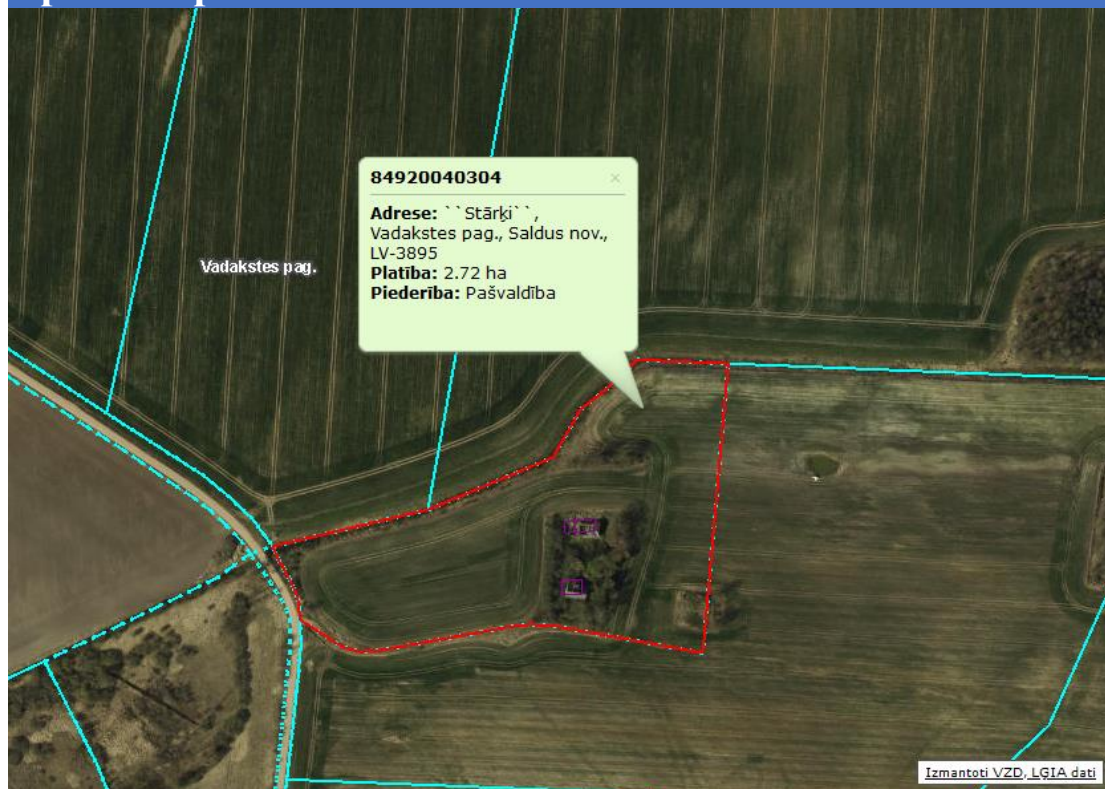 84920040304
Adrese: ``Stārķi``,
Vadakstes pag., Saldus nov.,
LV-3895
Platība: 2.72 ha
Piederība: Pašvaldība
Vadakstes pag.
Izmantoti VZD, LĢIA dati